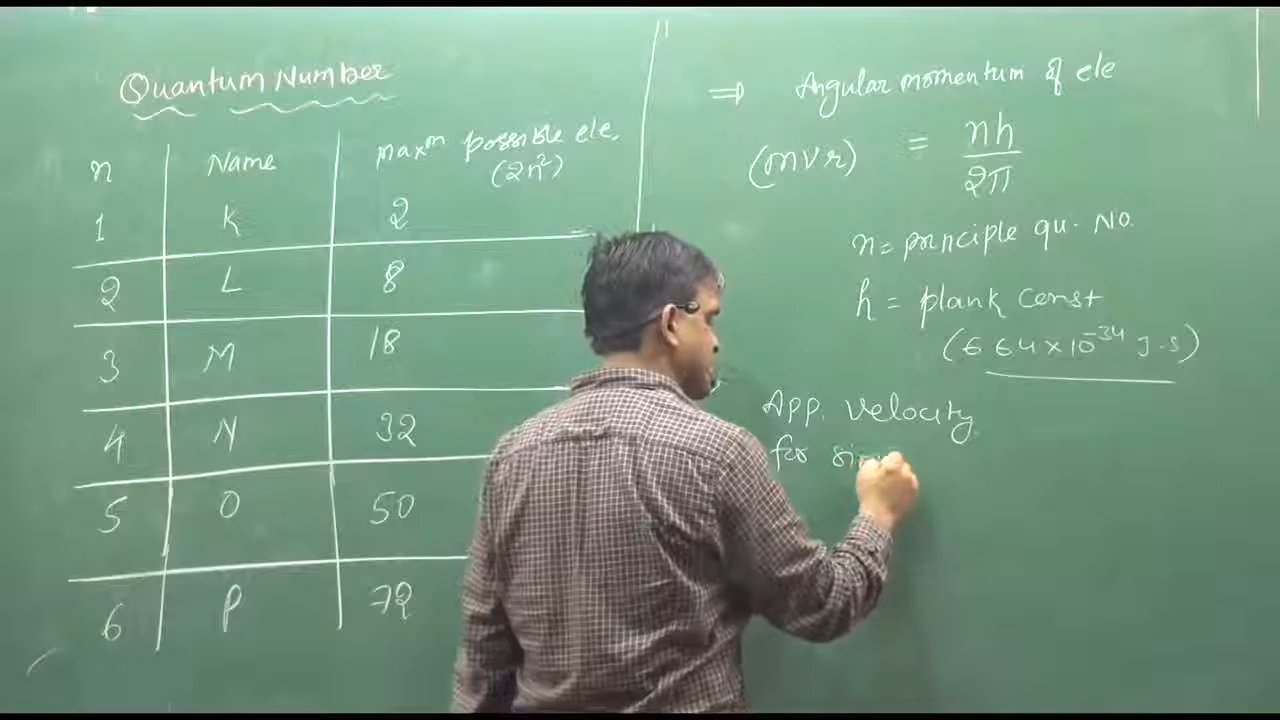 Quantum Number
n Name maxᵐ possible ele.
(2n²)
1 K 2
2 L 8
3 M 18
4 N 32
5 O 50
6 P 72
⇒ Angular momentum of ele
(mvr) = nh/2π
n = principle qu. No.
h = plank const
(6.64×10⁻³⁴ J.s)
App. velocity
for